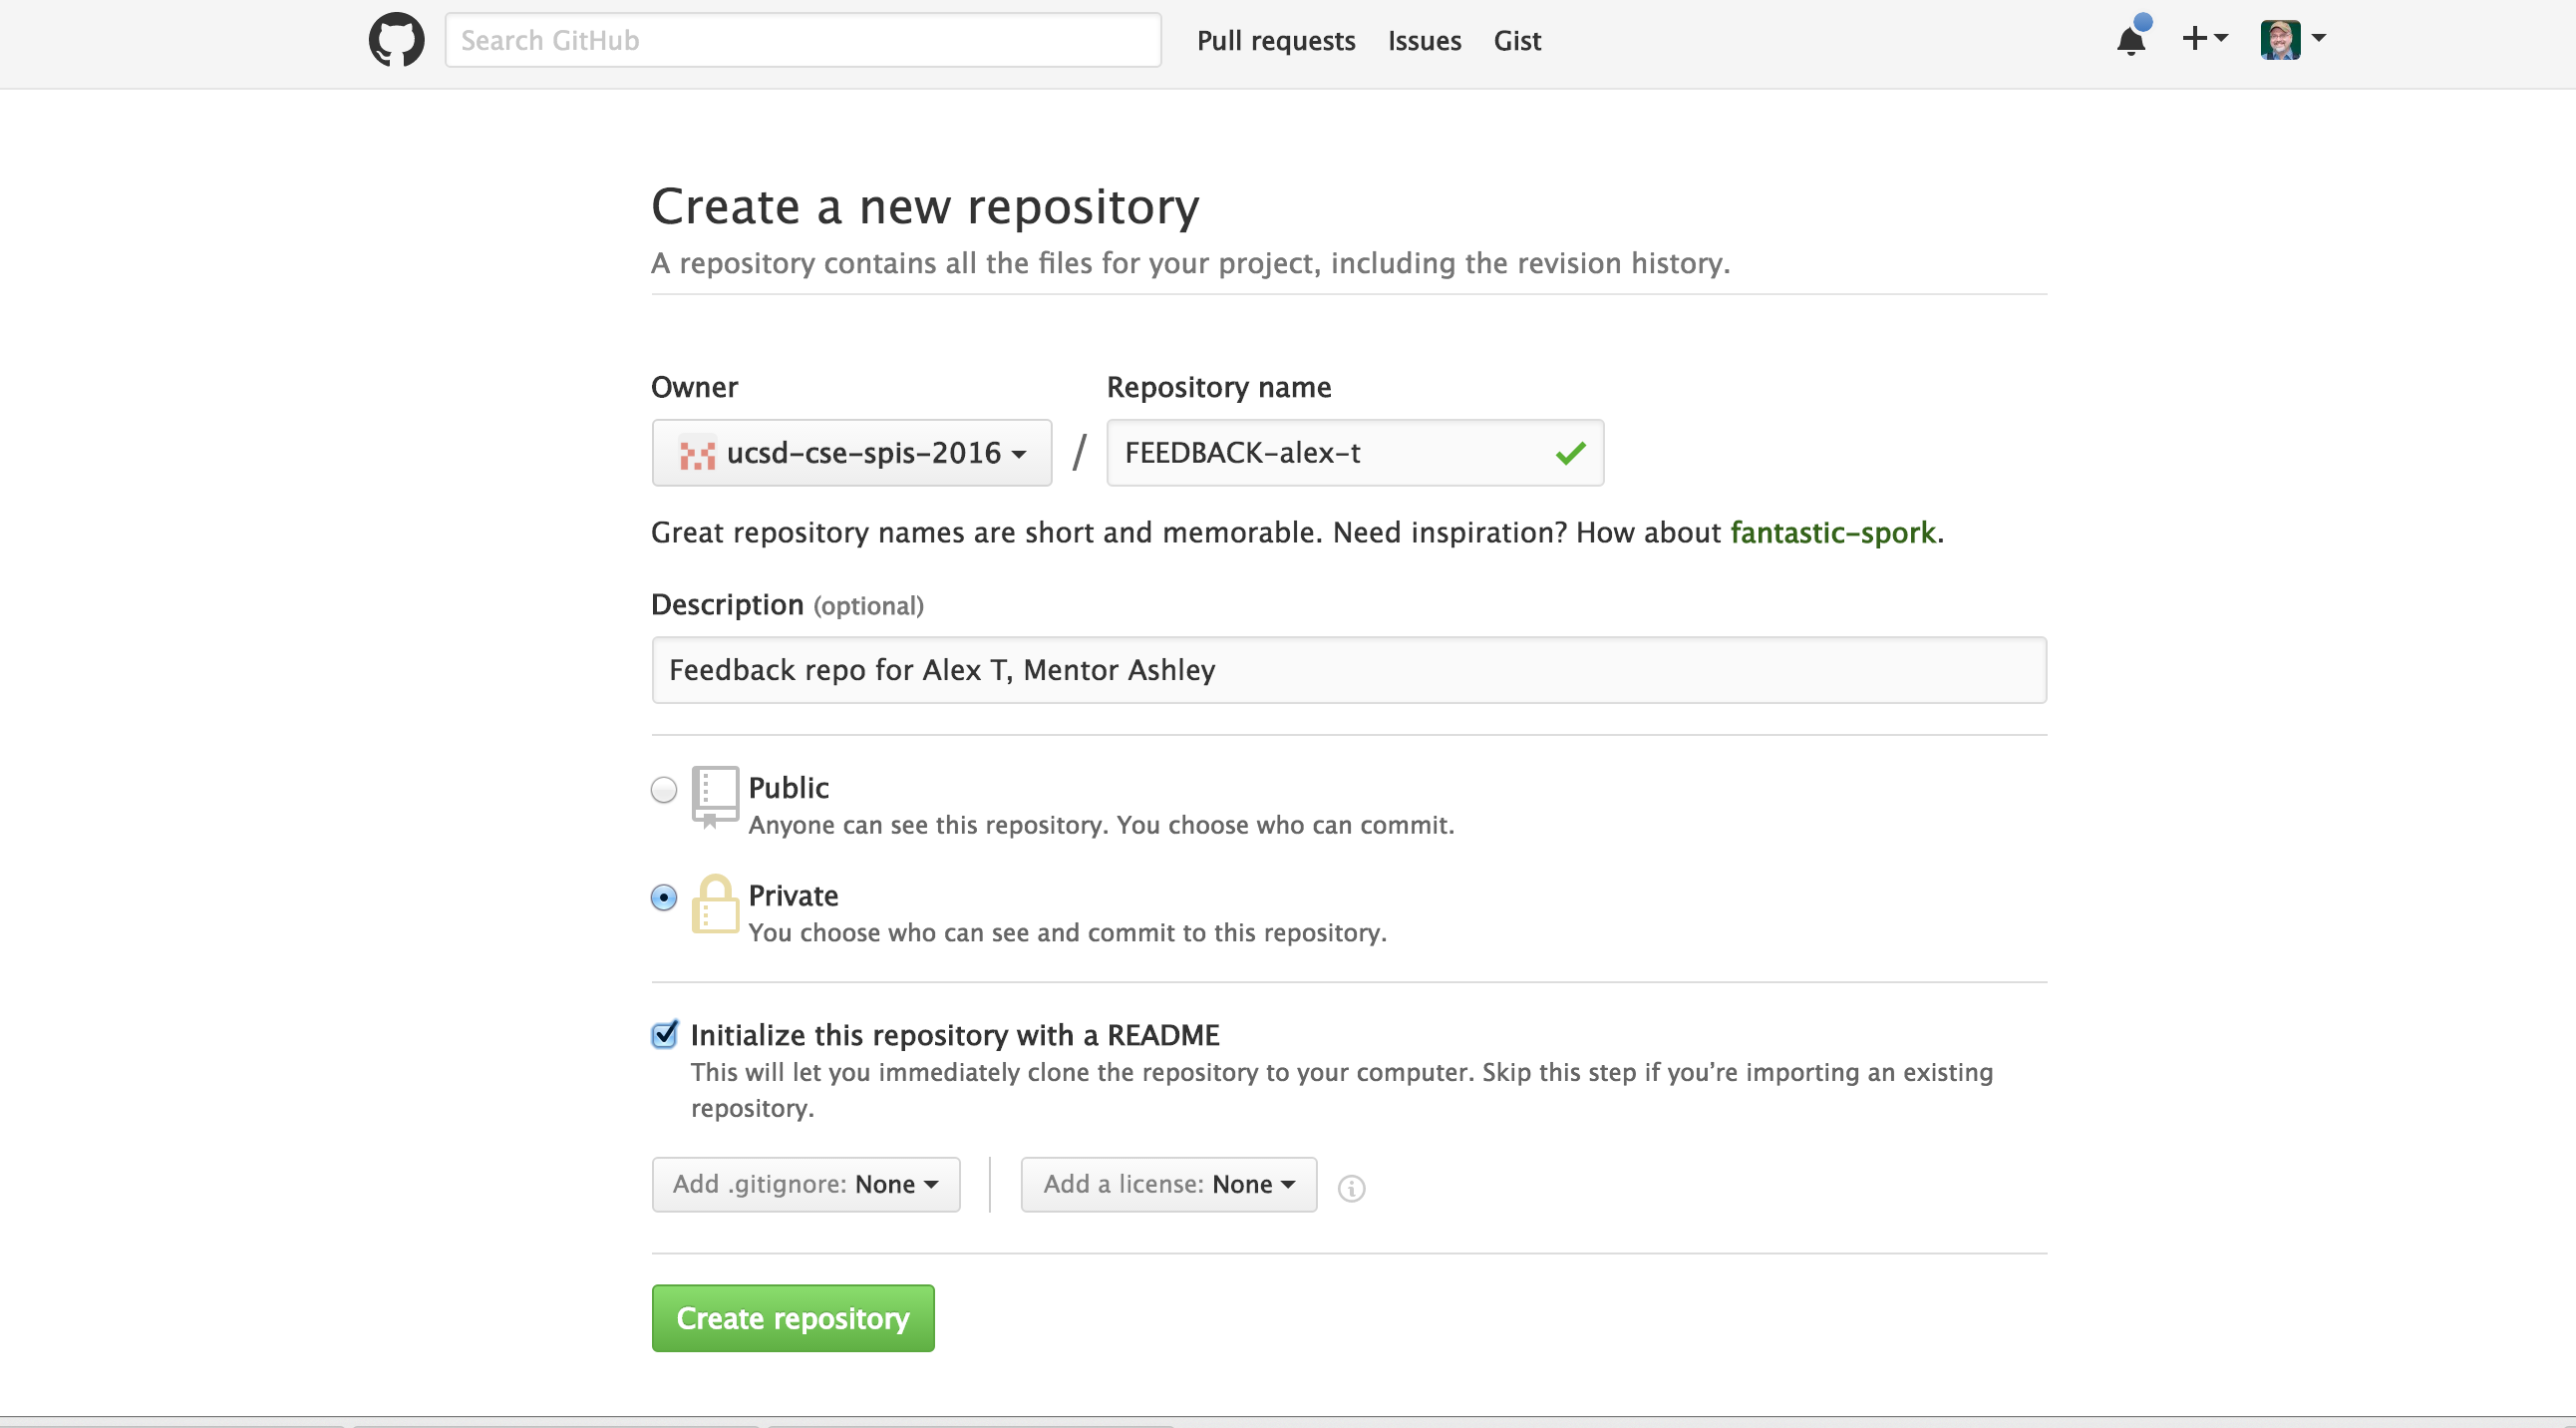 Search GitHub Pull requests Issues Gist
Create a new repository
A repository contains all the files for your project, including the revision history.
Owner Repository name
ucsd-cse-spis-2016 / FEEDBACK-alex-t
Great repository names are short and memorable. Need inspiration? How about fantastic-spork.
Description (optional)
Feedback repo for Alex T, Mentor Ashley
Public
Anyone can see this repository. You choose who can commit.
Private
You choose who can see and commit to this repository.
Initialize this repository with a README
This will let you immediately clone the repository to your computer. Skip this step if you’re importing an existing
repository.
Add .gitignore: None Add a license: None
Create repository